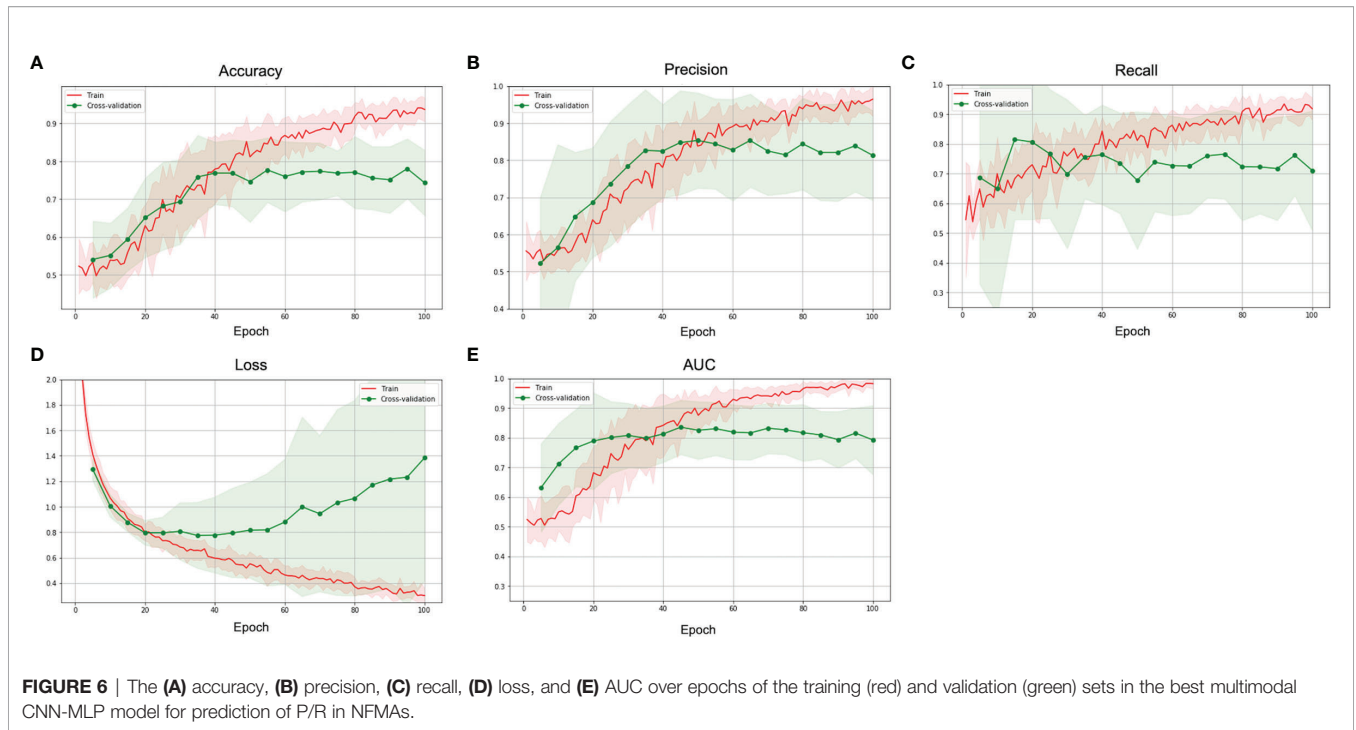 A
Accuracy
Train
Cross-validation
0.9
0.8
0.7
0.6
0.5
0 20 40 60 80 100
Epoch
B
Precision
Train
Cross-validation
1.0
0.9
0.8
0.7
0.6
0.5
0.4
0 20 40 60 80 100
Epoch
C
Recall
Train
Cross-validation
1.0
0.9
0.8
0.7
0.6
0.5
0.4
0.3
0 20 40 60 80 100
Epoch
D
Loss
Train
Cross-validation
2.0
1.8
1.6
1.4
1.2
1.0
0.8
0.6
0.4
0 20 40 60 80 100
Epoch
E
AUC
Train
Cross-validation
1.0
0.9
0.8
0.7
0.6
0.5
0.4
0.3
0 20 40 60 80 100
Epoch
FIGURE 6 | The (A) accuracy, (B) precision, (C) recall, (D) loss, and (E) AUC over epochs of the training (red) and validation (green) sets in the best multimodal
CNN-MLP model for prediction of P/R in NFMAs.